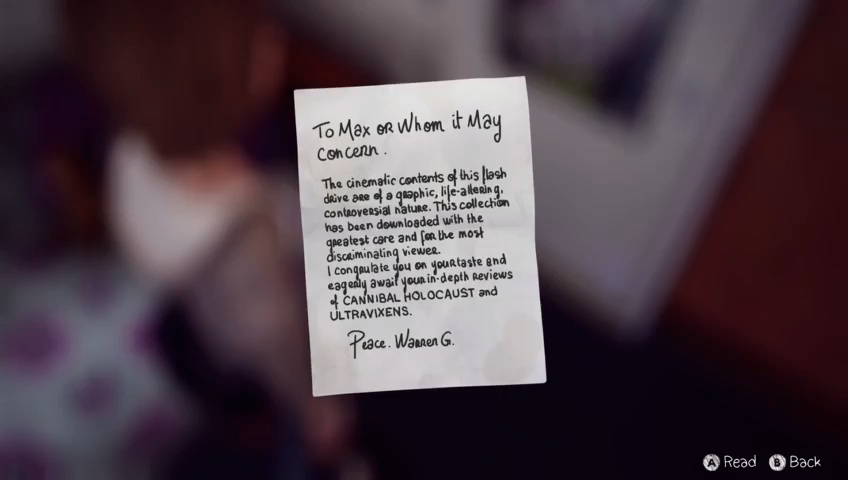 To Max or Whom it May
Concern.
The cinematic contents of this flash
drive are of a graphic, life-altering,
controversial nature. This collection
has been downloaded with the
greatest care and for the most
discriminating viewer.
I congrulate you on your taste and
eagerly await your in-depth reviews
of CANNIBAL HOLOCAUST and
ULTRAVIXENS.
Peace. Warren G.
A Read B Back